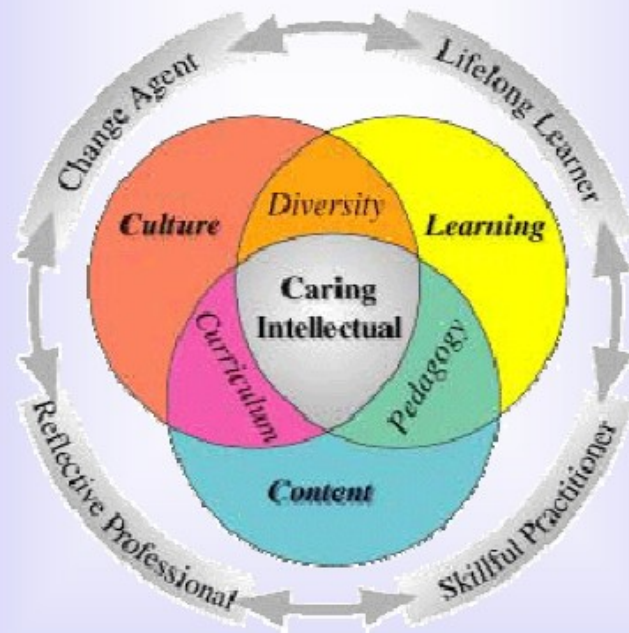 Change Agent
Lifelong Learner
Diversity
Culture
Learning
Caring
Intellectual
Curriculum
Pedagogy
Content
Reflective Professional
Skillful Practitioner